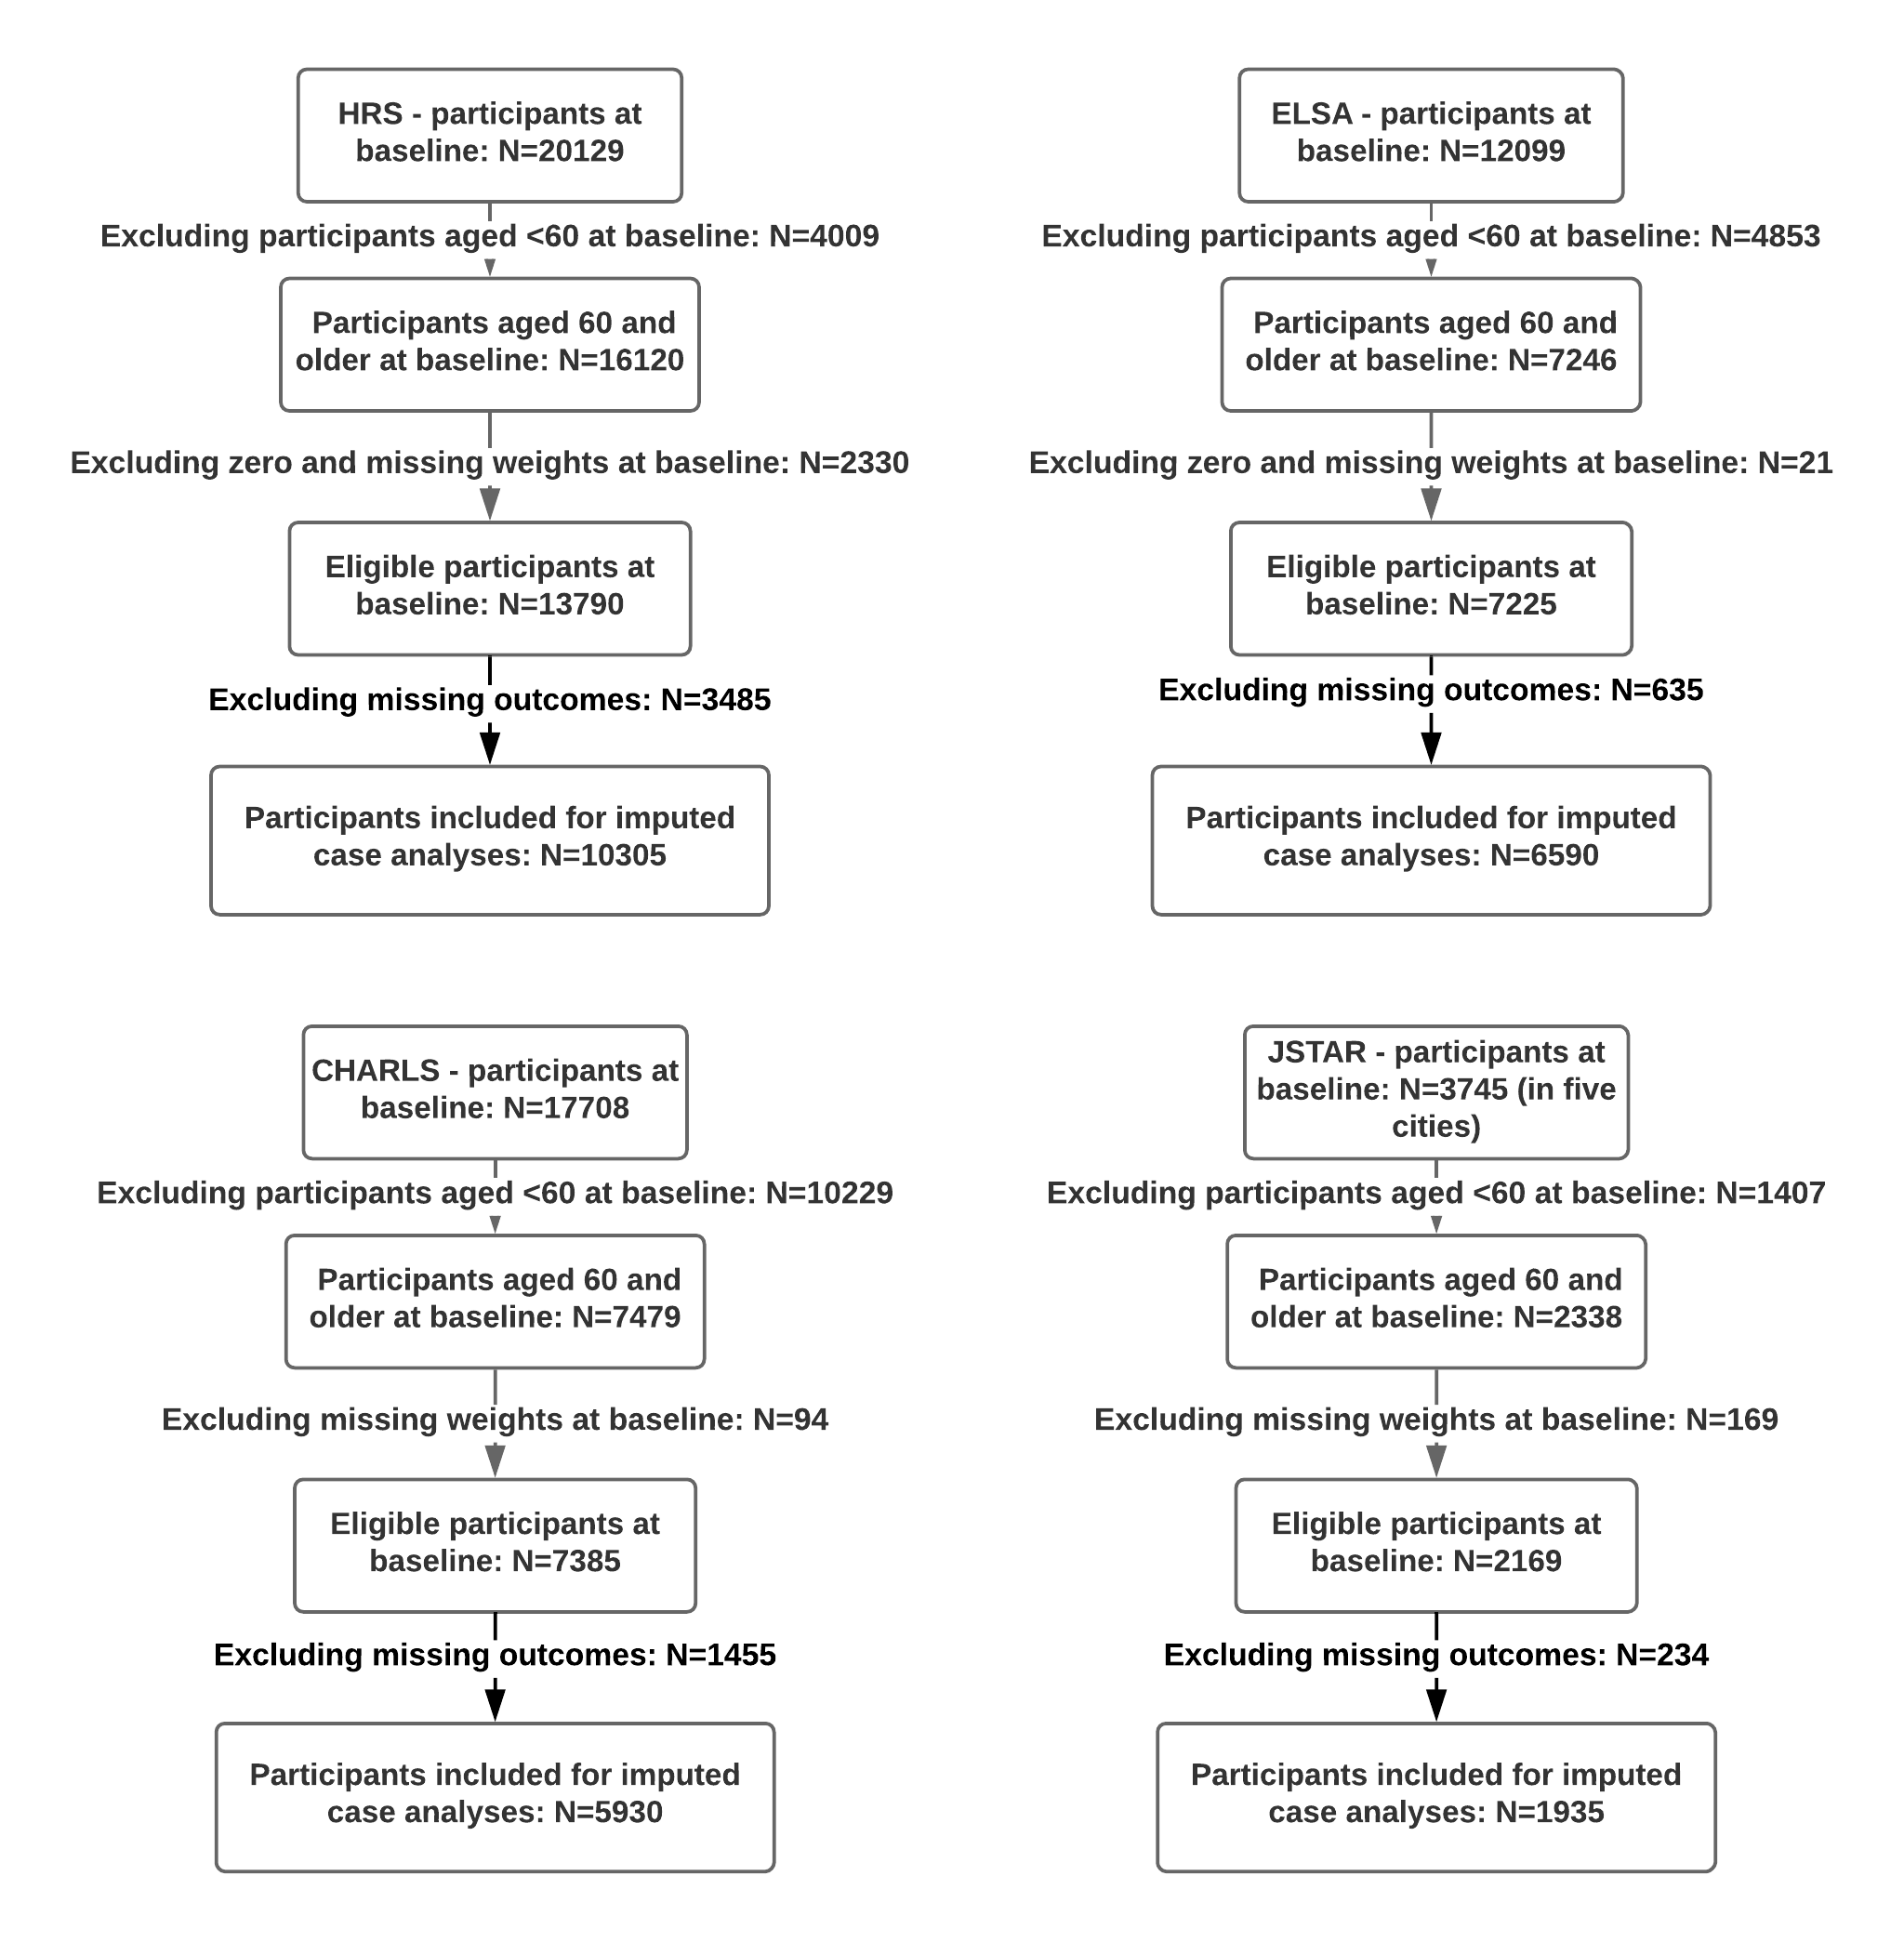 HRS - participants at
baseline: N=20129
Excluding participants aged <60 at baseline: N=4009
Participants aged 60 and
older at baseline: N=16120
Excluding zero and missing weights at baseline: N=2330
Eligible participants at
baseline: N=13790
Excluding missing outcomes: N=3485
Participants included for imputed
case analyses: N=10305
ELSA - participants at
baseline: N=12099
Excluding participants aged <60 at baseline: N=4853
Participants aged 60 and
older at baseline: N=7246
Excluding zero and missing weights at baseline: N=21
Eligible participants at
baseline: N=7225
Excluding missing outcomes: N=635
Participants included for imputed
case analyses: N=6590
CHARLS - participants at
baseline: N=17708
Excluding participants aged <60 at baseline: N=10229
Participants aged 60 and
older at baseline: N=7479
Excluding missing weights at baseline: N=94
Eligible participants at
baseline: N=7385
Excluding missing outcomes: N=1455
Participants included for imputed
case analyses: N=5930
JSTAR - participants at
baseline: N=3745 (in five
cities)
Excluding participants aged <60 at baseline: N=1407
Participants aged 60 and
older at baseline: N=2338
Excluding missing weights at baseline: N=169
Eligible participants at
baseline: N=2169
Excluding missing outcomes: N=234
Participants included for imputed
case analyses: N=1935